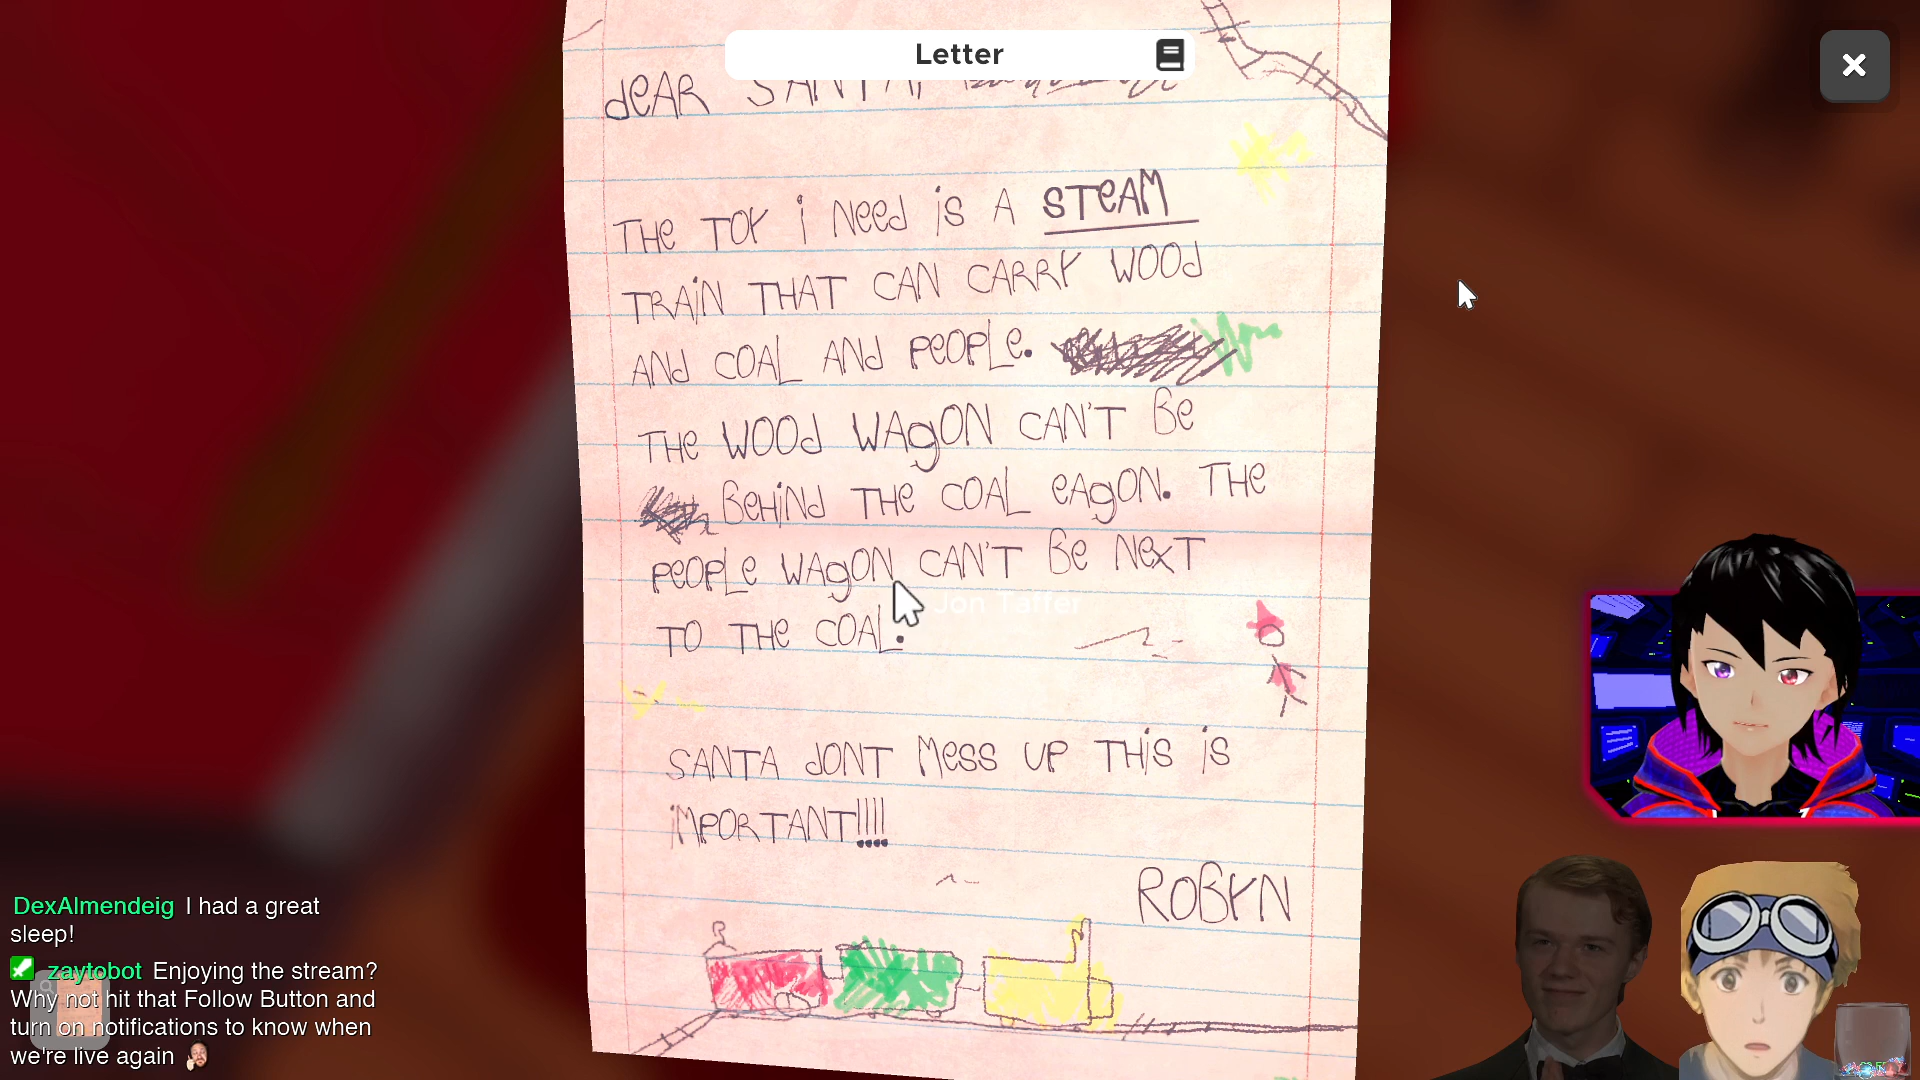 Letter
dEAR SANTA,
THE TOY i NEEd iS A STEAM
TRAiN THAT CAN CARRY WOOd
ANd COAL ANd PEOPLE.
THE WOOd WAgON CAN'T BE
BEHiNd THE COAL EAgON. THE
PEOPLE WAgON CAN'T BE NEXT
TO THE COAL.
Jon Taffer
SANTA dONT MESS UP THiS iS
iMPORTANT!!!!
ROBYN
DexAlmendeig I had a great
sleep!
zaytobot Enjoying the stream?
Why not hit that Follow Button and
turn on notifications to know when
we're live again